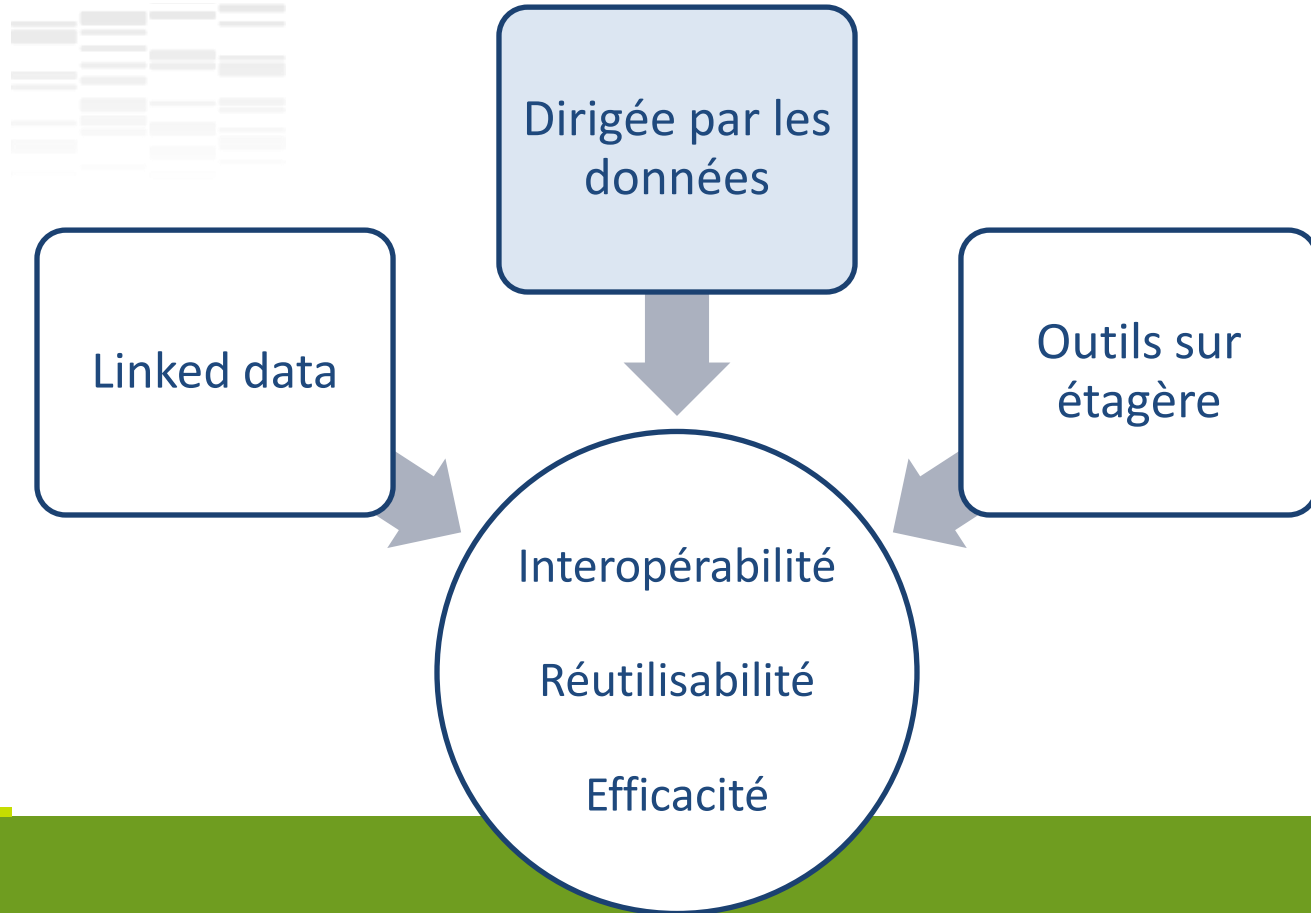 Dirigée par les
données
Linked data
Outils sur
étagère
Interopérabilité
Réutilisabilité
Efficacité